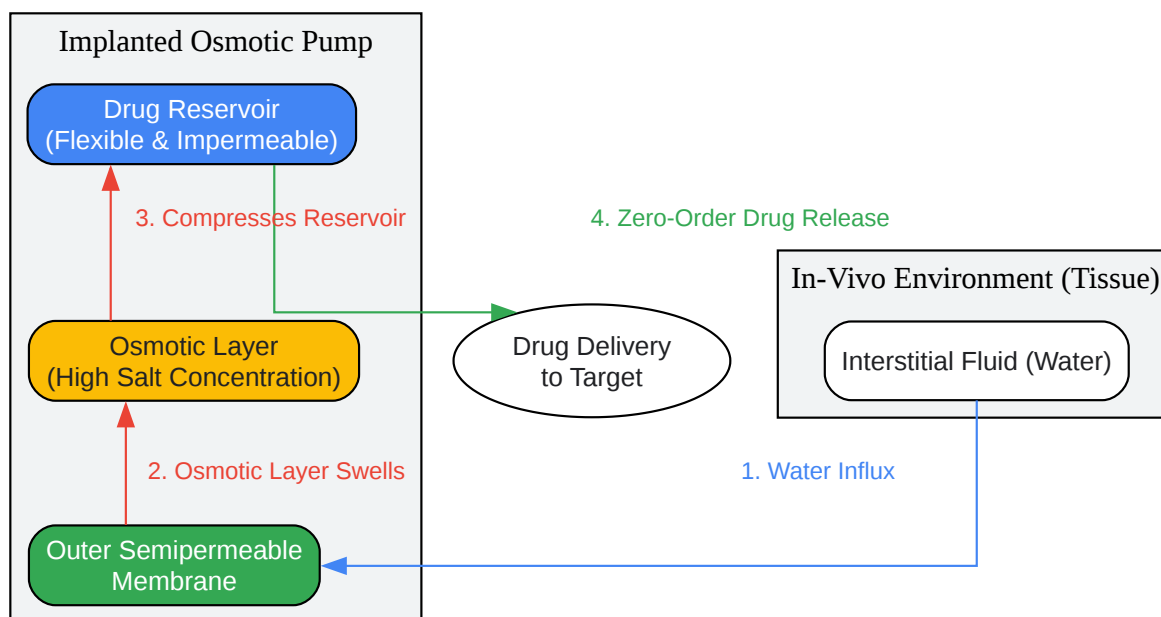 Implanted Osmotic Pump
Drug Reservoir
(Flexible & Impermeable)
3. Compresses Reservoir
4. Zero-Order Drug Release
In-Vivo Environment (Tissue)
Osmotic Layer
(High Salt Concentration)
Drug Delivery
to Target
Interstitial Fluid (Water)
2. Osmotic Layer Swells
1. Water Influx
Outer Semipermeable
Membrane